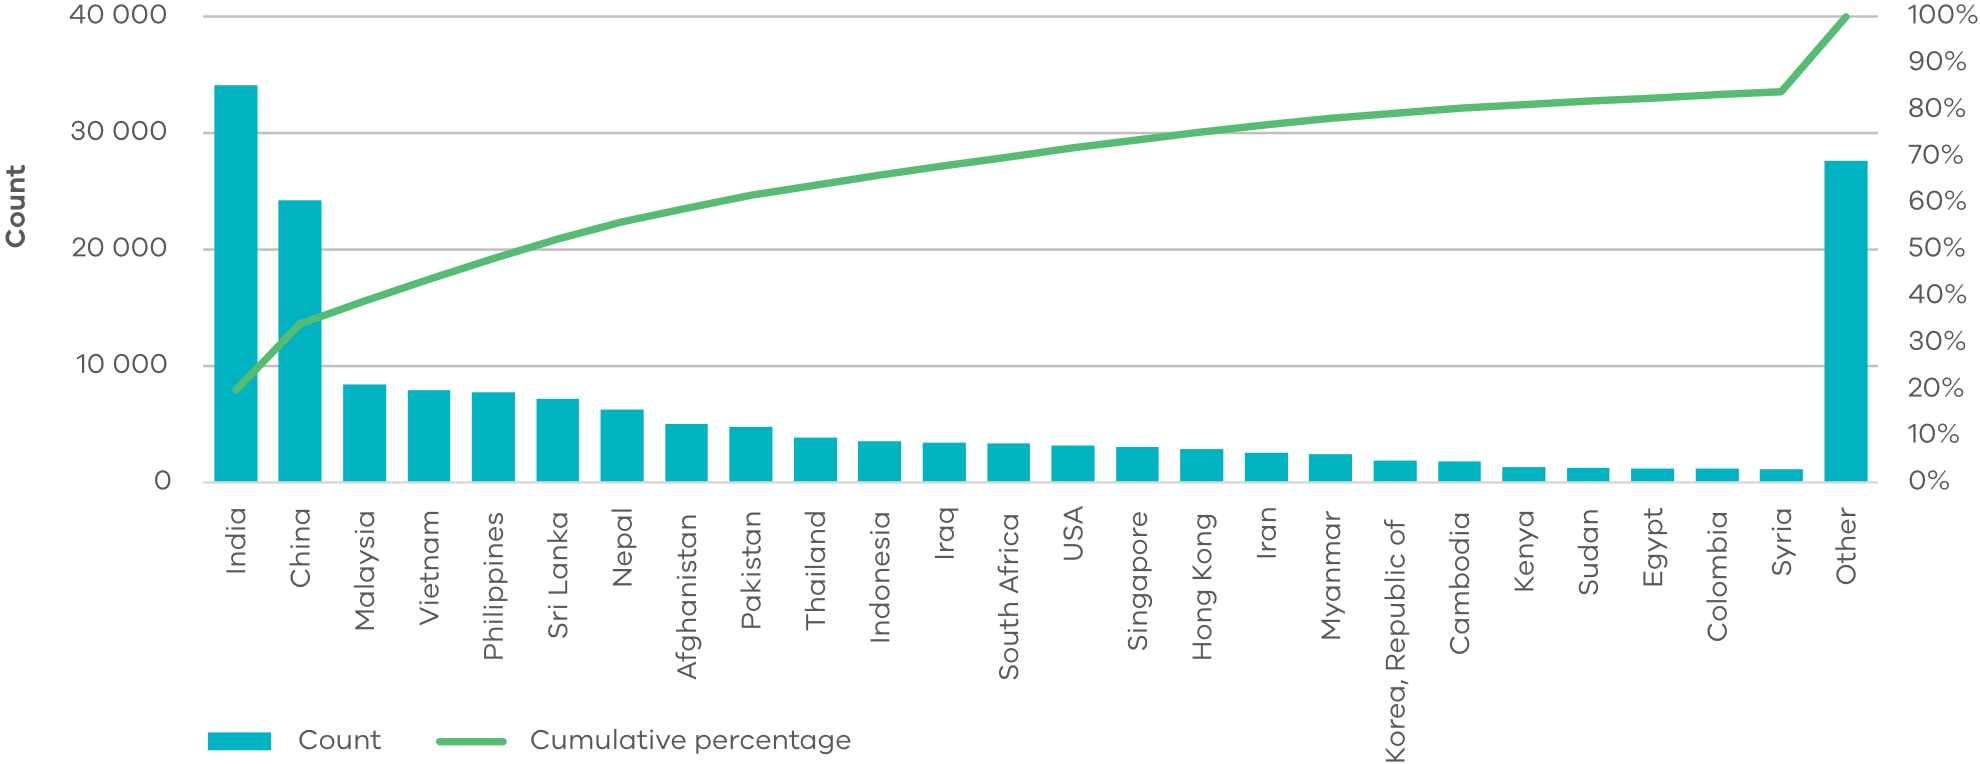 40 000
30 000
20 000
10 000
0
Count
100%
90%
80%
70%
60%
50%
40%
30%
20%
10%
0%
India
China
Malaysia
Vietnam
Philippines
Sri Lanka
Nepal
Afghanistan
Pakistan
Thailand
Indonesia
Iraq
South Africa
USA
Singapore
Hong Kong
Iran
Myanmar
Korea, Republic of
Cambodia
Kenya
Sudan
Egypt
Colombia
Syria
Other
Count
Cumulative percentage